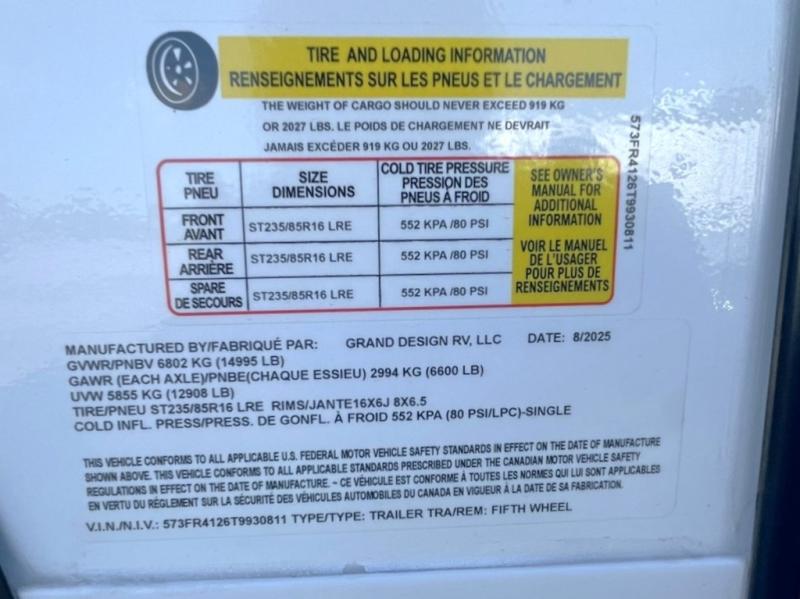 TIRE AND LOADING INFORMATION
RENSEIGNEMENTS SUR LES PNEUS ET LE CHARGEMENT
THE WEIGHT OF CARGO SHOULD NEVER EXCEED 919 KG
OR 2027 LBS. LE POIDS DE CHARGEMENT NE DEVRAIT
JAMAIS EXCÉDER 919 KG OU 2027 LBS.
TIRE
PNEU
SIZE
DIMENSIONS
COLD TIRE PRESSURE
PRESSION DES
PNEUS À FROID
FRONT
AVANT
ST235/85R16 LRE
552 KPA /80 PSI
REAR
ARRIÈRE
ST235/85R16 LRE
552 KPA /80 PSI
SPARE
DE SECOURS
ST235/85R16 LRE
552 KPA /80 PSI
SEE OWNER'S
MANUAL FOR
ADDITIONAL
INFORMATION
VOIR LE MANUEL
DE L'USAGER
POUR PLUS DE
RENSEIGNEMENTS
573FR4126T9930811
MANUFACTURED BY/FABRIQUÉ PAR: GRAND DESIGN RV, LLC DATE: 8/2025
GVWR/PNBV 6802 KG (14995 LB)
GAWR (EACH AXLE)/PNBE(CHAQUE ESSIEU) 2994 KG (6600 LB)
UVW 5855 KG (12908 LB)
TIRE/PNEU ST235/85R16 LRE RIMS/JANTE16X6J 8X6.5
COLD INFL. PRESS/PRESS. DE GONFL. À FROID 552 KPA (80 PSI/LPC)-SINGLE
THIS VEHICLE CONFORMS TO ALL APPLICABLE U.S. FEDERAL MOTOR VEHICLE SAFETY STANDARDS IN EFFECT ON THE DATE OF MANUFACTURE
SHOWN ABOVE. THIS VEHICLE CONFORMS TO ALL APPLICABLE STANDARDS PRESCRIBED UNDER THE CANADIAN MOTOR VEHICLE SAFETY
REGULATIONS IN EFFECT ON THE DATE OF MANUFACTURE. - CE VÉHICULE EST CONFORME À TOUTES LES NORMES QUI LUI SONT APPLICABLES
EN VERTU DU RÉGLEMENT SUR LA SÉCURITÉ DES VÉHICULES AUTOMOBILES DU CANADA EN VIGUEUR À LA DATE DE SA FABRICATION.
V.I.N./N.I.V.: 573FR4126T9930811 TYPE/TYPE: TRAILER TRA/REM: FIFTH WHEEL